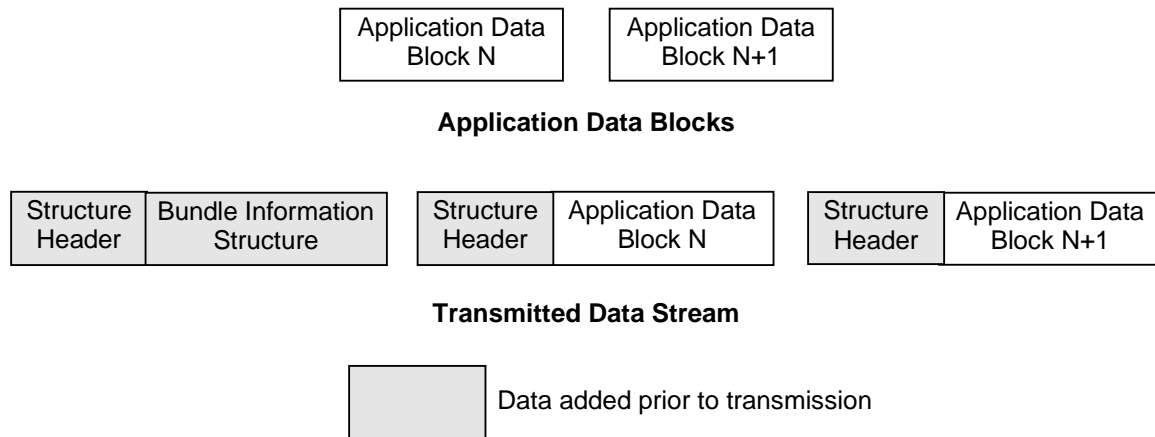 Application Data
Block N
Application Data
Block N+1
Application Data Blocks
Structure
Header
Bundle Information
Structure
Structure
Header
Application Data
Block N
Structure
Header
Application Data
Block N+1
Transmitted Data Stream
Data added prior to transmission